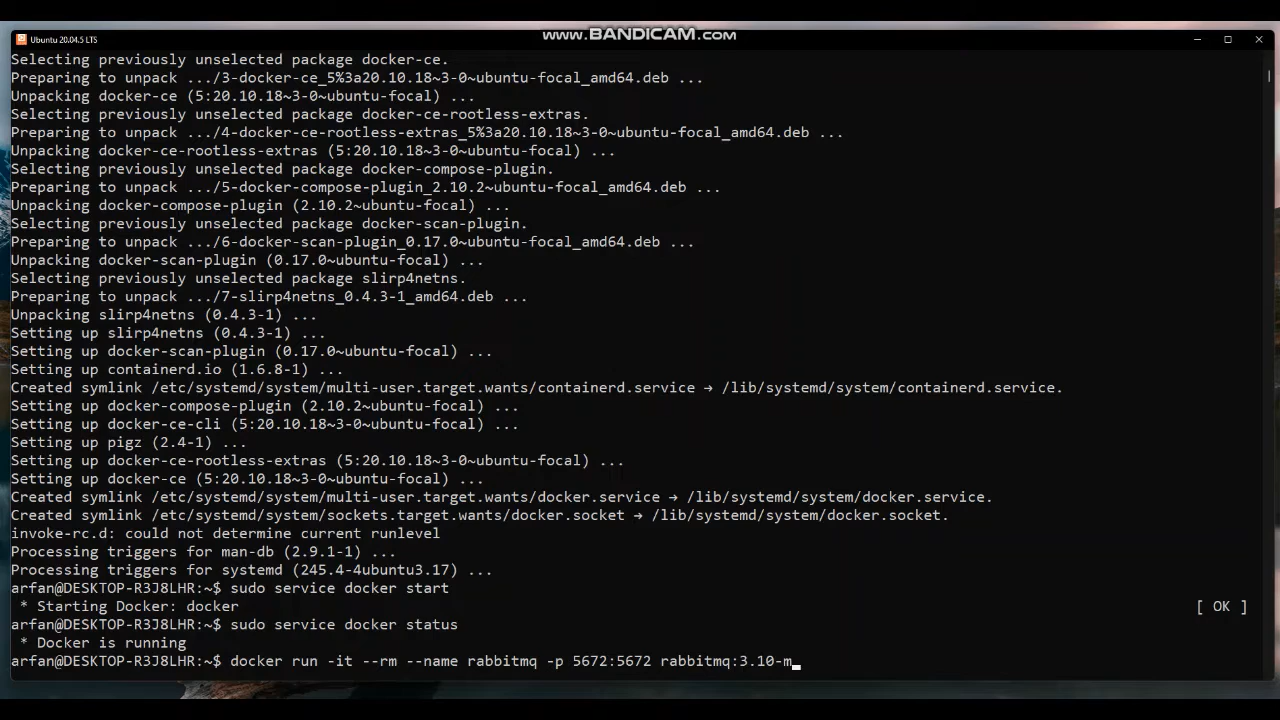 www.BANDICAM.com
Ubuntu 20.04.5 LTS
Selecting previously unselected package docker-ce.
Preparing to unpack .../3-docker-ce_5%3a20.10.18~3-0~ubuntu-focal_amd64.deb ...
Unpacking docker-ce (5:20.10.18~3-0~ubuntu-focal) ...
Selecting previously unselected package docker-ce-rootless-extras.
Preparing to unpack .../4-docker-ce-rootless-extras_5%3a20.10.18~3-0~ubuntu-focal_amd64.deb ...
Unpacking docker-ce-rootless-extras (5:20.10.18~3-0~ubuntu-focal) ...
Selecting previously unselected package docker-compose-plugin.
Preparing to unpack .../5-docker-compose-plugin_2.10.2~ubuntu-focal_amd64.deb ...
Unpacking docker-compose-plugin (2.10.2~ubuntu-focal) ...
Selecting previously unselected package docker-scan-plugin.
Preparing to unpack .../6-docker-scan-plugin_0.17.0~ubuntu-focal_amd64.deb ...
Unpacking docker-scan-plugin (0.17.0~ubuntu-focal) ...
Selecting previously unselected package slirp4netns.
Preparing to unpack .../7-slirp4netns_0.4.3-1_amd64.deb ...
Unpacking slirp4netns (0.4.3-1) ...
Setting up slirp4netns (0.4.3-1) ...
Setting up docker-scan-plugin (0.17.0~ubuntu-focal) ...
Setting up containerd.io (1.6.8-1) ...
Created symlink /etc/systemd/system/multi-user.target.wants/containerd.service → /lib/systemd/system/containerd.service.
Setting up docker-compose-plugin (2.10.2~ubuntu-focal) ...
Setting up docker-ce-cli (5:20.10.18~3-0~ubuntu-focal) ...
Setting up pigz (2.4-1) ...
Setting up docker-ce-rootless-extras (5:20.10.18~3-0~ubuntu-focal) ...
Setting up docker-ce (5:20.10.18~3-0~ubuntu-focal) ...
Created symlink /etc/systemd/system/multi-user.target.wants/docker.service → /lib/systemd/system/docker.service.
Created symlink /etc/systemd/system/sockets.target.wants/docker.socket → /lib/systemd/system/docker.socket.
invoke-rc.d: could not determine current runlevel
Processing triggers for man-db (2.9.1-1) ...
Processing triggers for systemd (245.4-4ubuntu3.17) ...
arfan@DESKTOP-R3J8LHR:~$ sudo service docker start
 * Starting Docker: docker [ OK ]
arfan@DESKTOP-R3J8LHR:~$ sudo service docker status
 * Docker is running
arfan@DESKTOP-R3J8LHR:~$ docker run -it --rm --name rabbitmq -p 5672:5672 rabbitmq:3.10-m